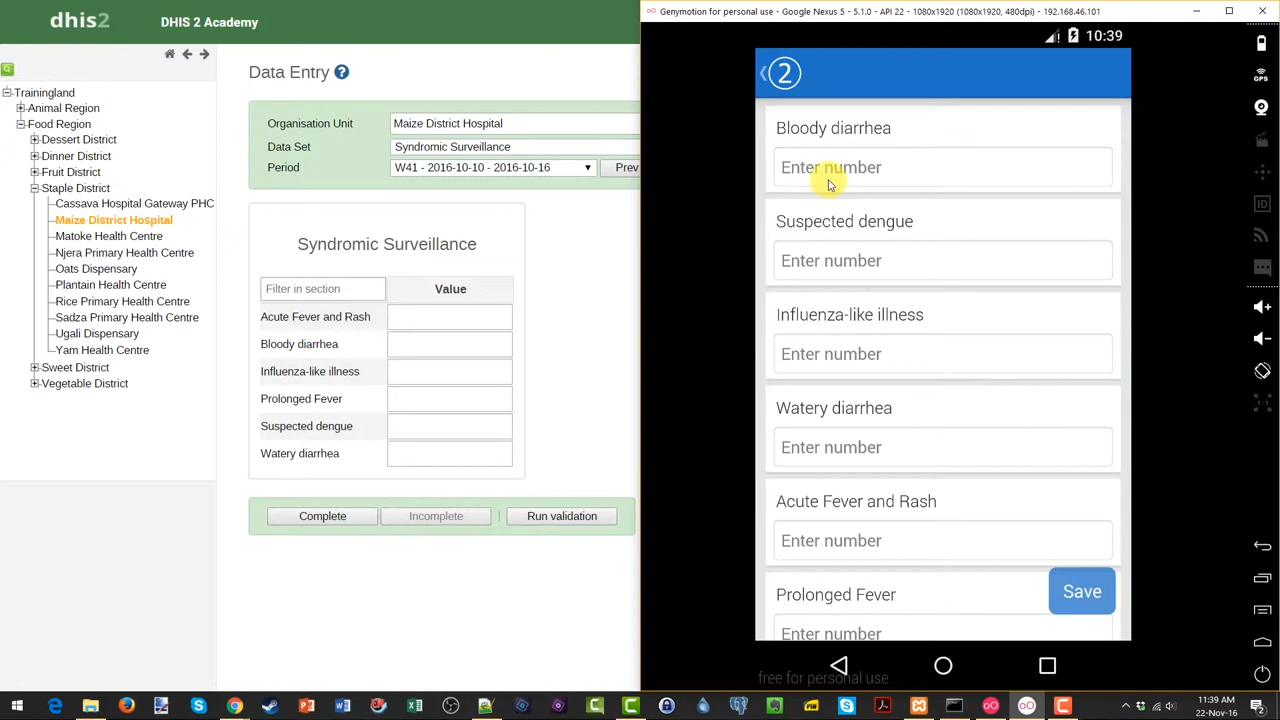 dhis2
DHIS 2 Academy
Trainingland
Animal Region
Food Region
Dessert District
Dinner District
Fruit District
Staple District
Cassava Hospital Gateway PHC
Maize District Hospital
Matoke Health Centre
Njera Primary Health Centre
Oats Dispensary
Plantain Health Centre
Rice Primary Health Centre
Sadza Primary Health Centre
Ugali Dispensary
Yam Health Centre
Sweet District
Vegetable District
Data Entry ?
Organisation Unit Maize District Hospital
Data Set Syndromic Surveillance
Period W41 - 2016-10-10 - 2016-10-16 Prev
Syndromic Surveillance
Filter in section Value
Acute Fever and Rash
Bloody diarrhea
Influenza-like illness
Prolonged Fever
Suspected dengue
Watery diarrhea
Complete Incomplete | Run validation
Genymotion for personal use - Google Nexus 5 - 5.1.0 - API 22 - 1080x1920 (1080x1920, 480dpi) - 192.168.46.101
10:39
2
Bloody diarrhea
Enter number
Suspected dengue
Enter number
Influenza-like illness
Enter number
Watery diarrhea
Enter number
Acute Fever and Rash
Enter number
Prolonged Fever
Save
Enter number
free for personal use
GPS
ID
11:39 AM
22-Nov-16